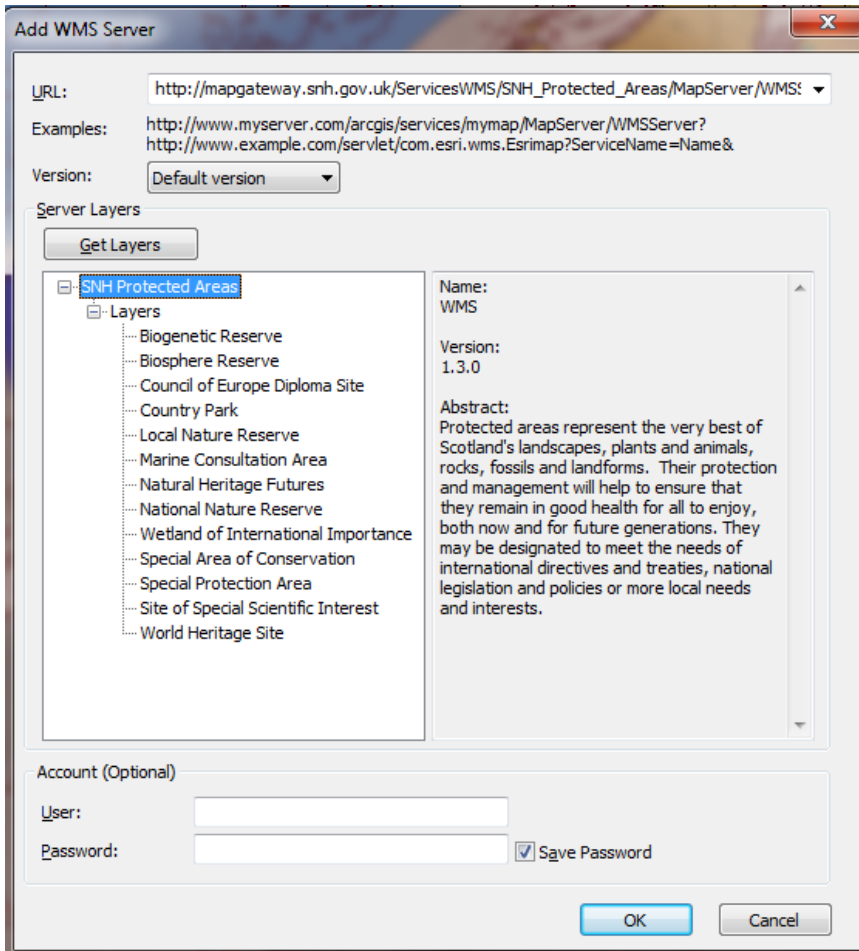 Add WMS Server
URL:
http://mapgateway.snh.gov.uk/ServicesWMS/SNH_Protected_Areas/MapServer/WMSS
Examples:
http://www.myserver.com/arcgis/services/mymap/MapServer/WMSServer?
http://www.example.com/servlet/com.esri.wms.Esrimap?ServiceName=Name&
Version:
Default version
Server Layers
Get Layers
SNH Protected Areas
Layers
Biogenetic Reserve
Biosphere Reserve
Council of Europe Diploma Site
Country Park
Local Nature Reserve
Marine Consultation Area
Natural Heritage Futures
National Nature Reserve
Wetland of International Importance
Special Area of Conservation
Special Protection Area
Site of Special Scientific Interest
World Heritage Site
Name:
WMS
Version:
1.3.0
Abstract:
Protected areas represent the very best of
Scotland's landscapes, plants and animals,
rocks, fossils and landforms.  Their protection
and management will help to ensure that
they remain in good health for all to enjoy,
both now and for future generations. They
may be designated to meet the needs of
international directives and treaties, national
legislation and policies or more local needs
and interests.
Account (Optional)
User:
Password:
Save Password
OK
Cancel